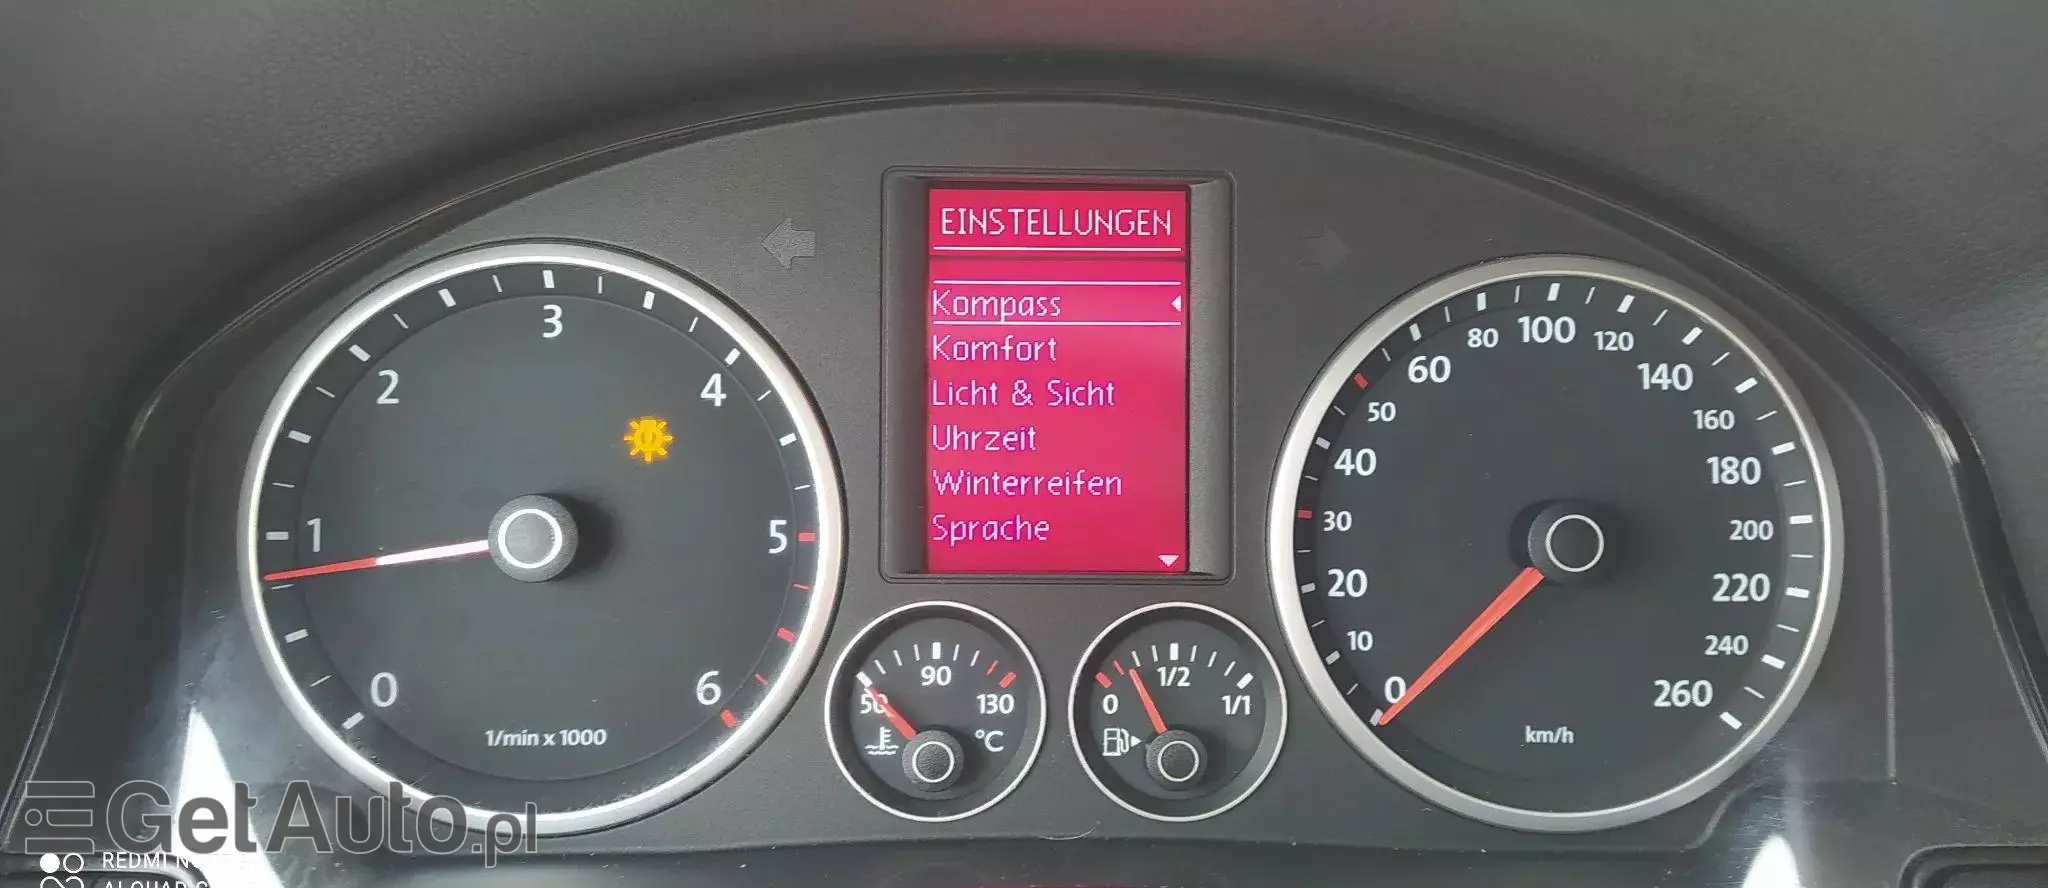 EINSTELLUNGEN
Kompass
Komfort
Licht & Sicht
Uhrzeit
Winterreifen
Sprache
0
1
2
3
4
5
6
1/min x 1000
50
90
130
°C
0
1/2
1/1
0
10
20
30
40
50
60
80
100
120
140
160
180
200
220
240
260
km/h
GetAuto.pl
REDMI